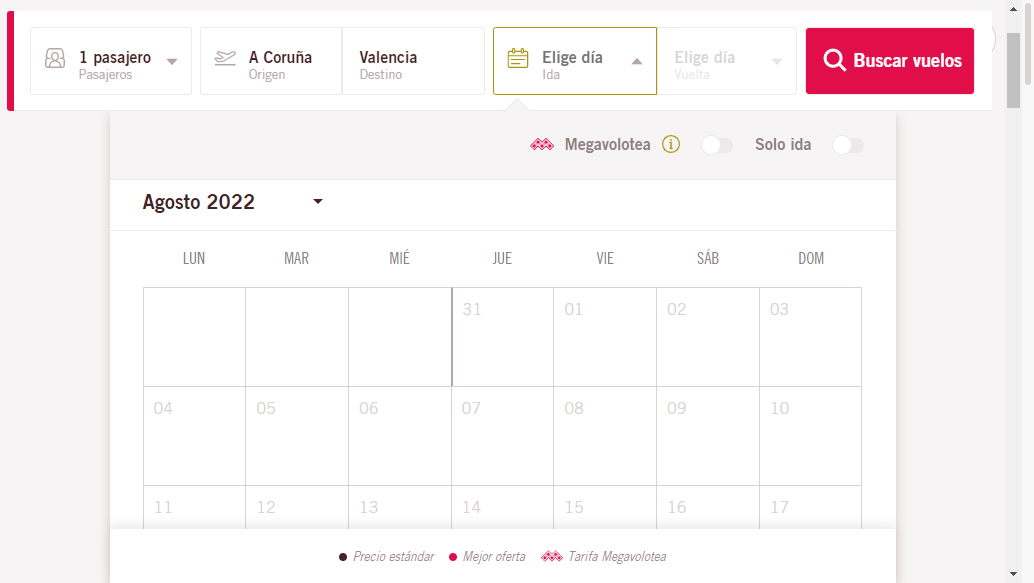 1 pasajero
Pasajeros
A Coruña
Origen
Valencia
Destino
Elige día
Ida
Elige día
Vuelta
Buscar vuelos
Megavolotea
Solo ida
Agosto 2022
LUN MAR MIÉ JUE VIE SÁB DOM
31 01 02 03
04 05 06 07 08 09 10
11 12 13 14 15 16 17
Precio estándar Mejor oferta Tarifa Megavolotea